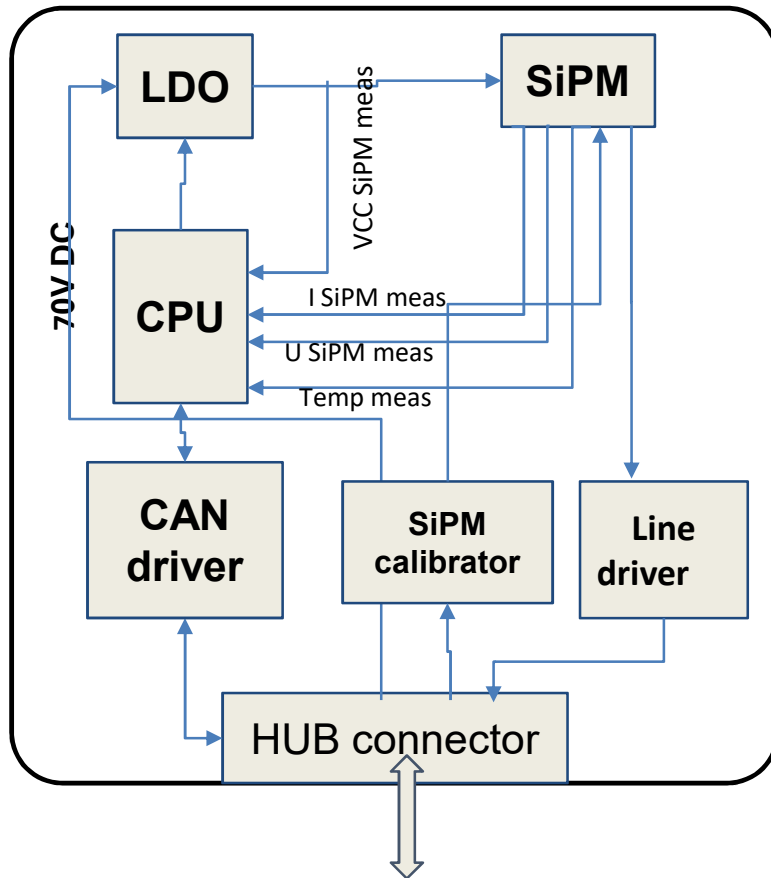 LDO
SiPM
VCC SiPM meas
70V DC
CPU
I SiPM meas
U SiPM meas
Temp meas
CAN
driver
SiPM
calibrator
Line
driver
HUB connector